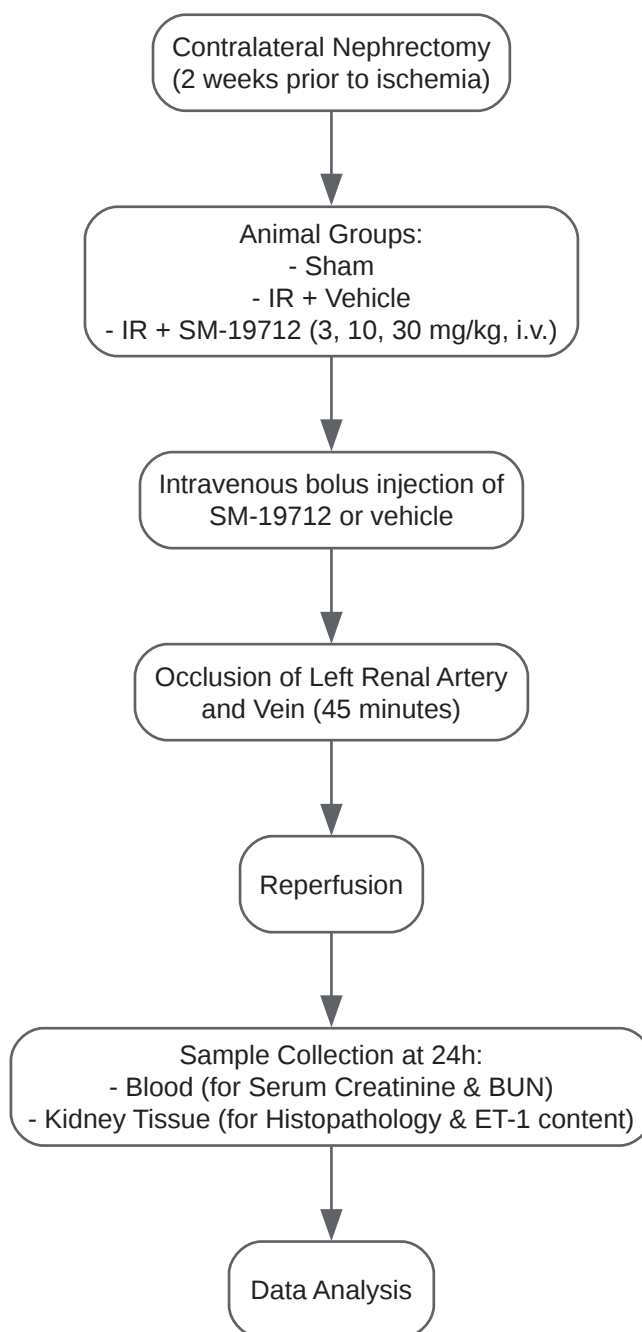 Contralateral Nephrectomy
(2 weeks prior to ischemia)
Animal Groups:
- Sham
- IR + Vehicle
- IR + SM-19712 (3, 10, 30 mg/kg, i.v.)
Intravenous bolus injection of
SM-19712 or vehicle
Occlusion of Left Renal Artery
and Vein (45 minutes)
Reperfusion
Sample Collection at 24h:
- Blood (for Serum Creatinine & BUN)
- Kidney Tissue (for Histopathology & ET-1 content)
Data Analysis